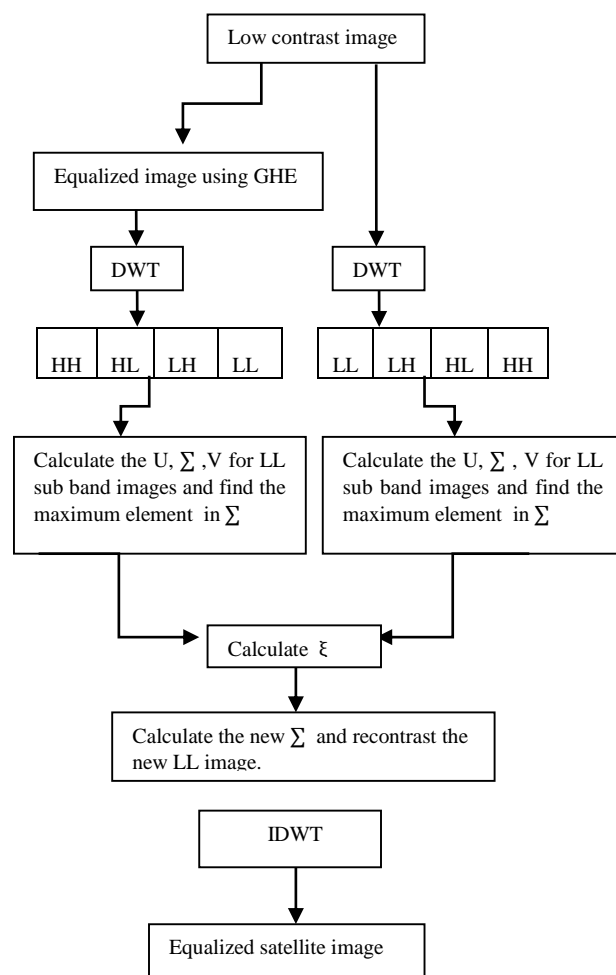 Low contrast image
Equalized image using GHE
DWT
DWT
HH HL LH LL
LL LH HL HH
Calculate the U, ∑ ,V for LL
sub band images and find the
maximum element in ∑
Calculate the U, ∑ , V for LL
sub band images and find the
maximum element in ∑
Calculate ξ
Calculate the new ∑ and recontrast the
new LL image.
IDWT
Equalized satellite image